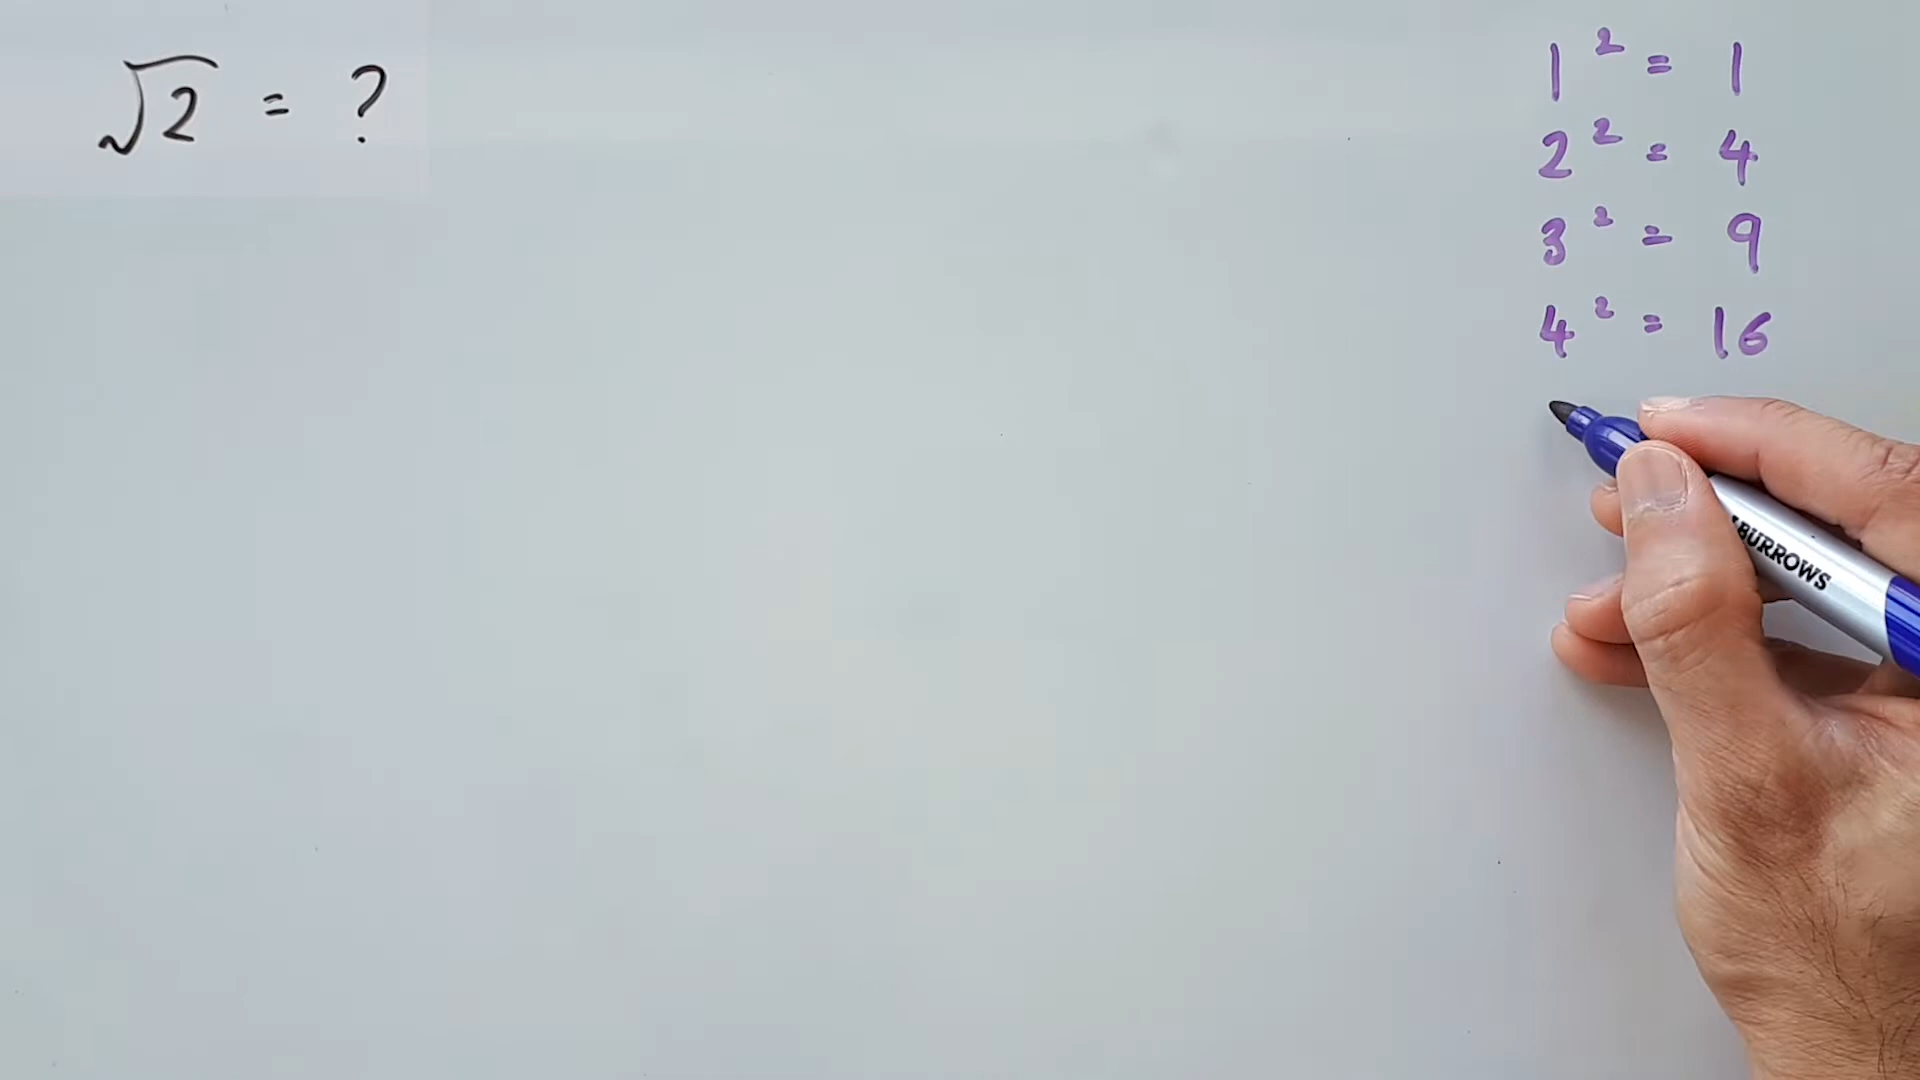 √2 = ?
1² = 1
2² = 4
3² = 9
4² = 16
BURROWS